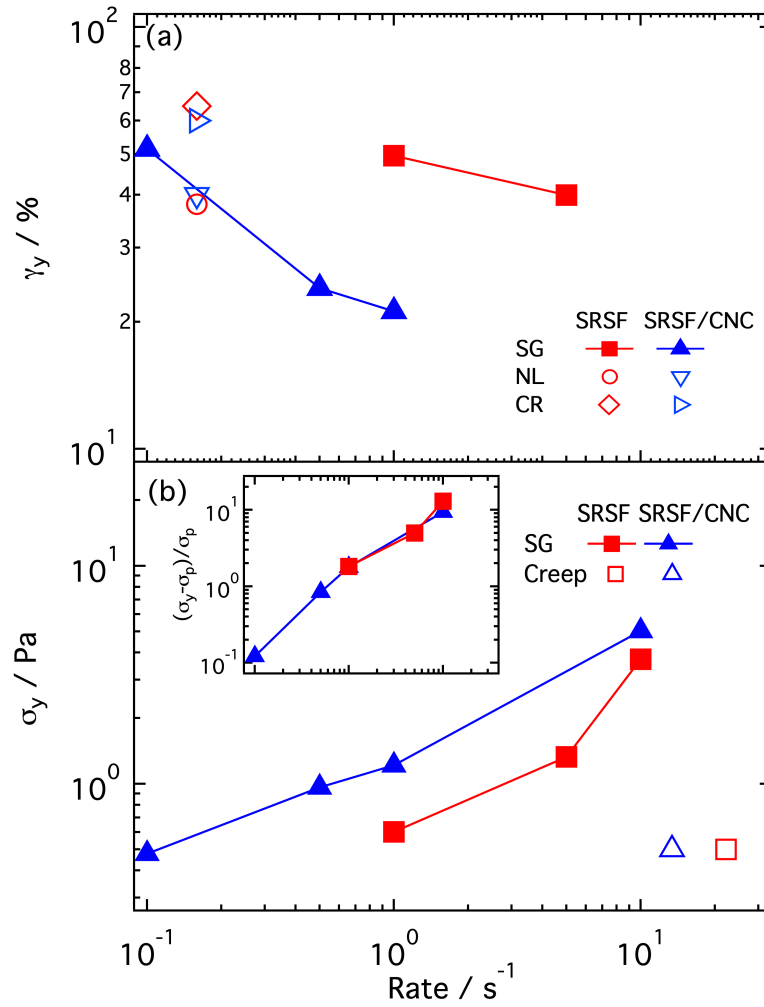 10²
(a)
8
7
6
5
4
3
2
10¹
γy / %
SRSF SRSF/CNC
SG
NL
CR
(b)
10¹
10⁰
10⁻¹
(σy-σp)/σp
SRSF SRSF/CNC
SG
Creep
10¹
10⁰
σy / Pa
10⁻¹ 10⁰ 10¹
Rate / s⁻¹